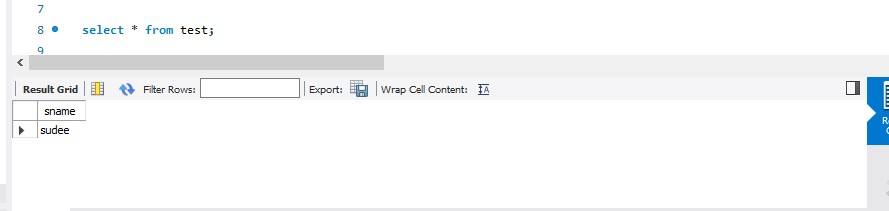 7
8 select * from test;
9
Result Grid Filter Rows: Export: Wrap Cell Content:
sname
sudee